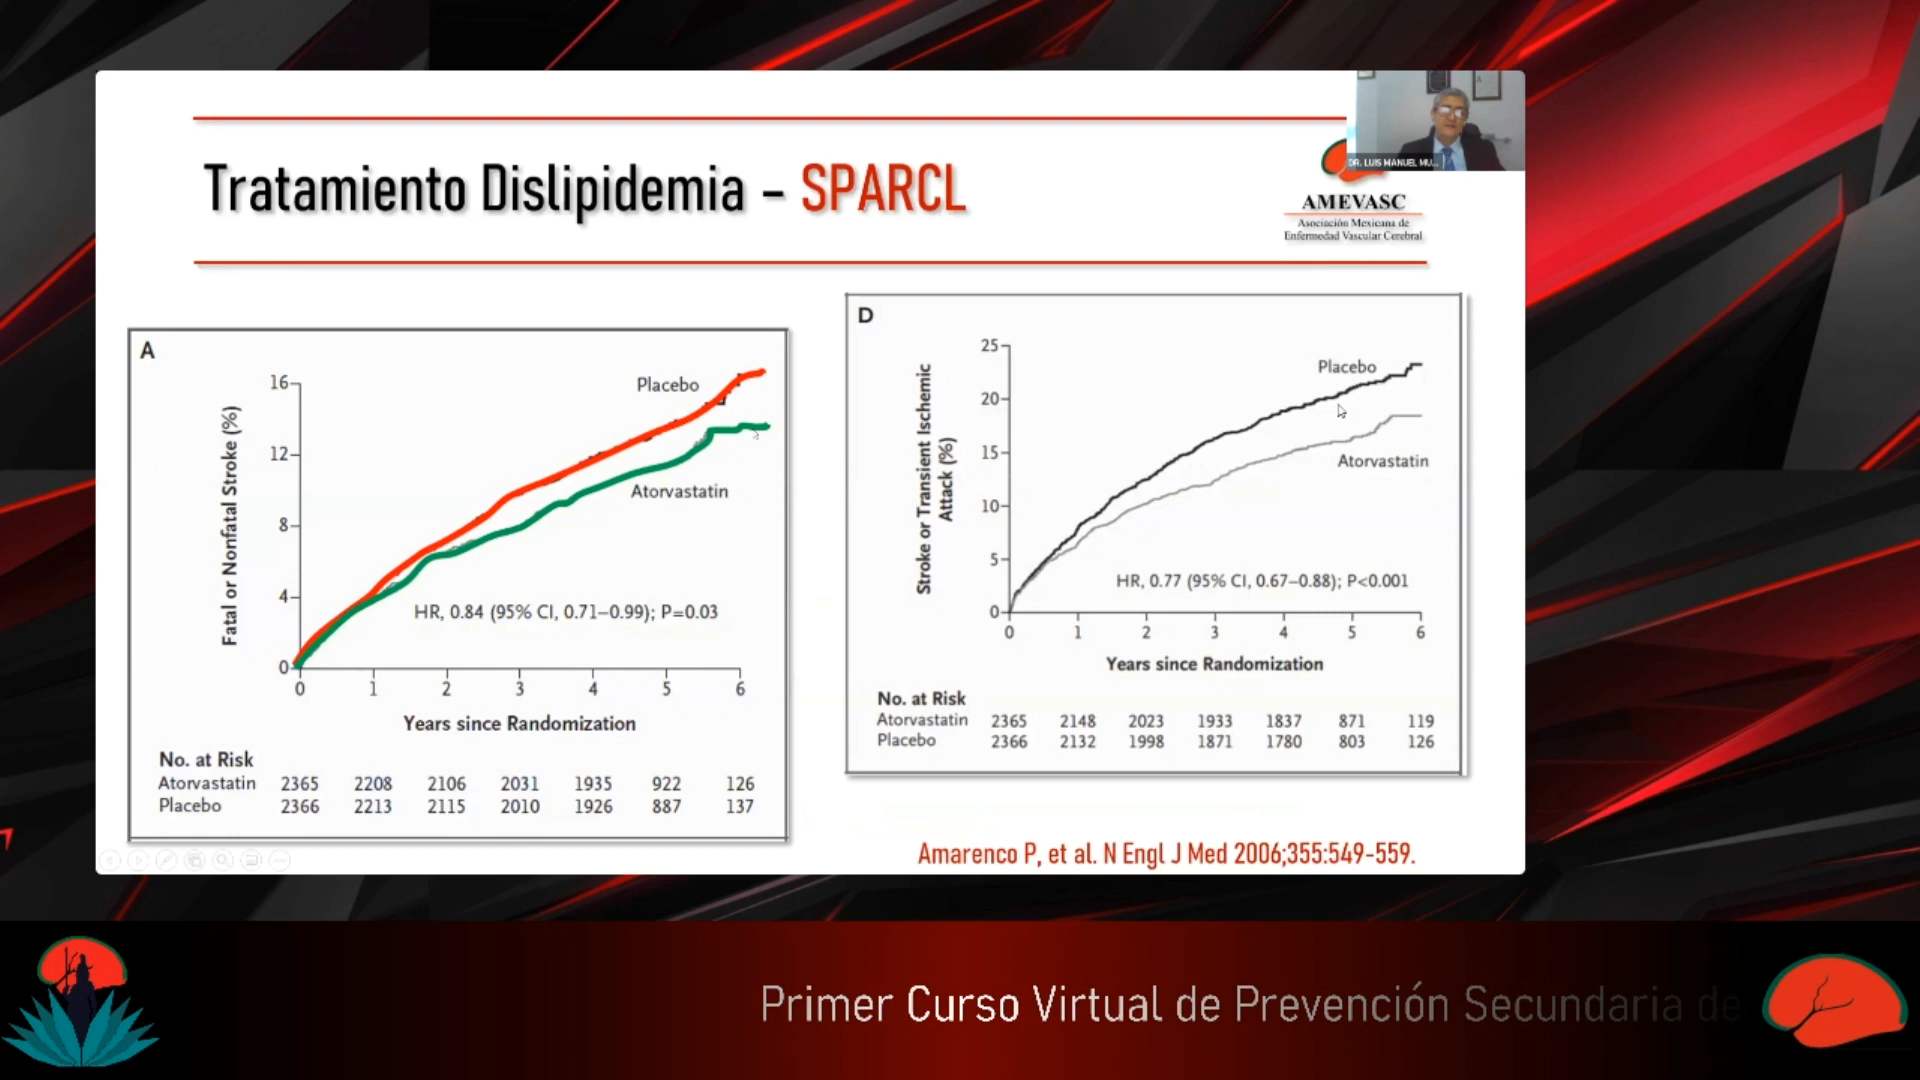 Tratamiento Dislipidemia – SPARCL
DR. LUIS MANUEL MU...
AMEVASC
Asociación Mexicana de
Enfermedad Vascular Cerebral
A
Fatal or Nonfatal Stroke (%)
16
12
8
4
0
Placebo
Atorvastatin
HR, 0.84 (95% CI, 0.71–0.99); P=0.03
0 1 2 3 4 5 6
Years since Randomization
No. at Risk
Atorvastatin 2365 2208 2106 2031 1935 922 126
Placebo 2366 2213 2115 2010 1926 887 137
D
Stroke or Transient Ischemic
Attack (%)
25
20
15
10
5
0
Placebo
Atorvastatin
HR, 0.77 (95% CI, 0.67–0.88); P<0.001
0 1 2 3 4 5 6
Years since Randomization
No. at Risk
Atorvastatin 2365 2148 2023 1933 1837 871 119
Placebo 2366 2132 1998 1871 1780 803 126
Amarenco P, et al. N Engl J Med 2006;355:549-559.
Primer Curso Virtual de Prevención Secundaria de